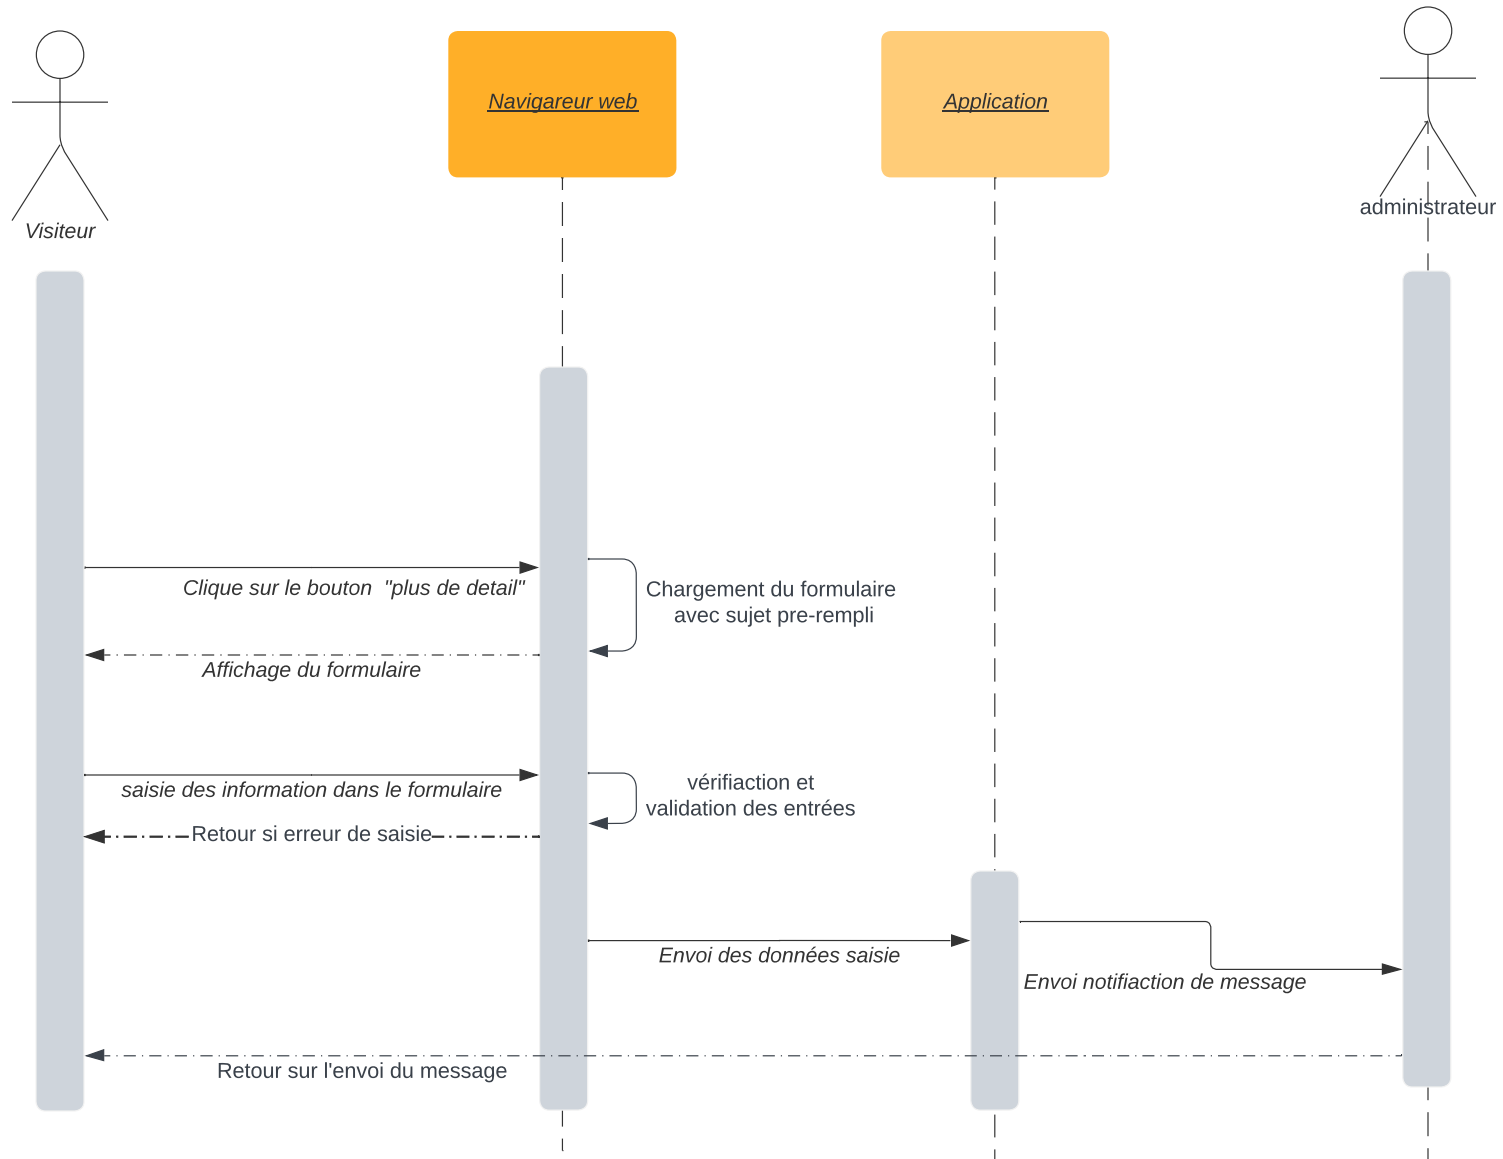 Visiteur
Navigareur web
Application
administrateur
Clique sur le bouton  "plus de detail"
Chargement du formulaire
avec sujet pre-rempli
Affichage du formulaire
saisie des information dans le formulaire
vérifiaction et
validation des entrées
Retour si erreur de saisie
Envoi des données saisie
Envoi notifiaction de message
Retour sur l'envoi du message